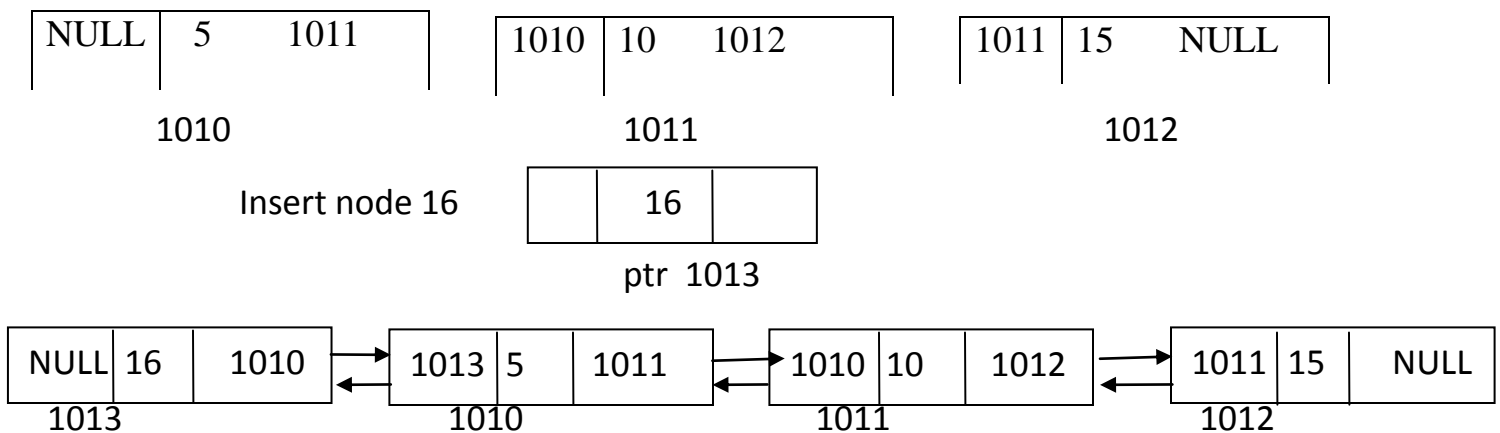 NULL 5 1011 1010 10 1012 1011 15 NULL
1010 1011 1012
Insert node 16 16
ptr 1013
NULL 16 1010 1013 5 1011 1010 10 1012 1011 15 NULL
1013 1010 1011 1012